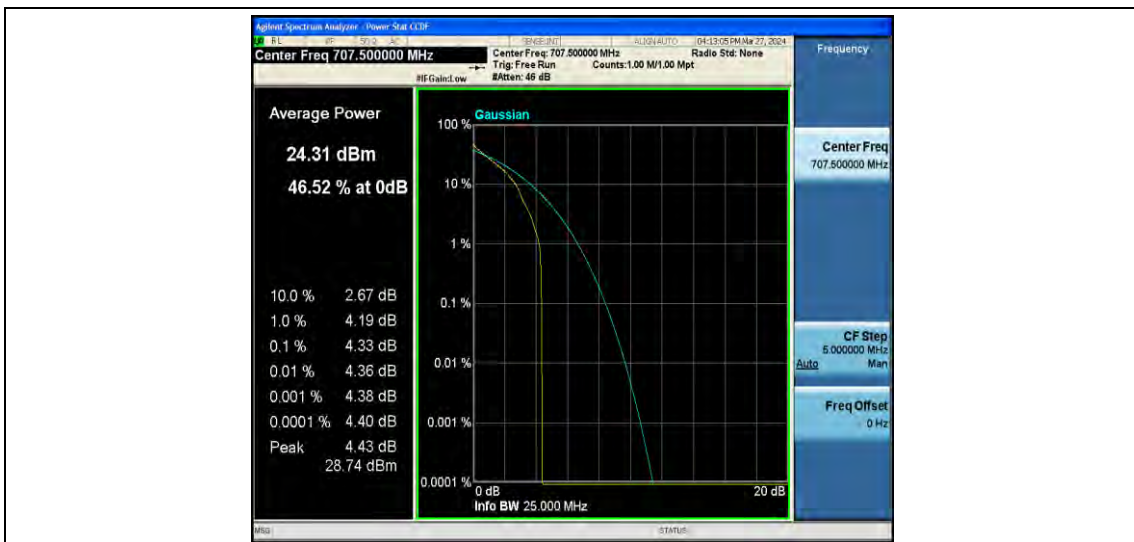 Agilent Spectrum Analyzer - Power Stat CCDF
RL RF 50 Ω AC SENSE:INT ALIGN AUTO 04:13:05 PM Mar 27, 2024
Center Freq 707.500000 MHz
Center Freq: 707.500000 MHz Radio Std: None
Trig: Free Run Counts:1.00 M/1.00 Mpt
#IFGain:Low #Atten: 46 dB
Frequency
Average Power
24.31 dBm
46.52 % at 0dB
10.0 % 2.67 dB
1.0 % 4.19 dB
0.1 % 4.33 dB
0.01 % 4.36 dB
0.001 % 4.38 dB
0.0001 % 4.40 dB
Peak 4.43 dB
28.74 dBm
Gaussian
100 %
10 %
1 %
0.1 %
0.01 %
0.001 %
0.0001 %
0 dB 20 dB
Info BW 25.000 MHz
Center Freq
707.500000 MHz
CF Step
5.000000 MHz
Auto Man
Freq Offset
0 Hz
MSG STATUS